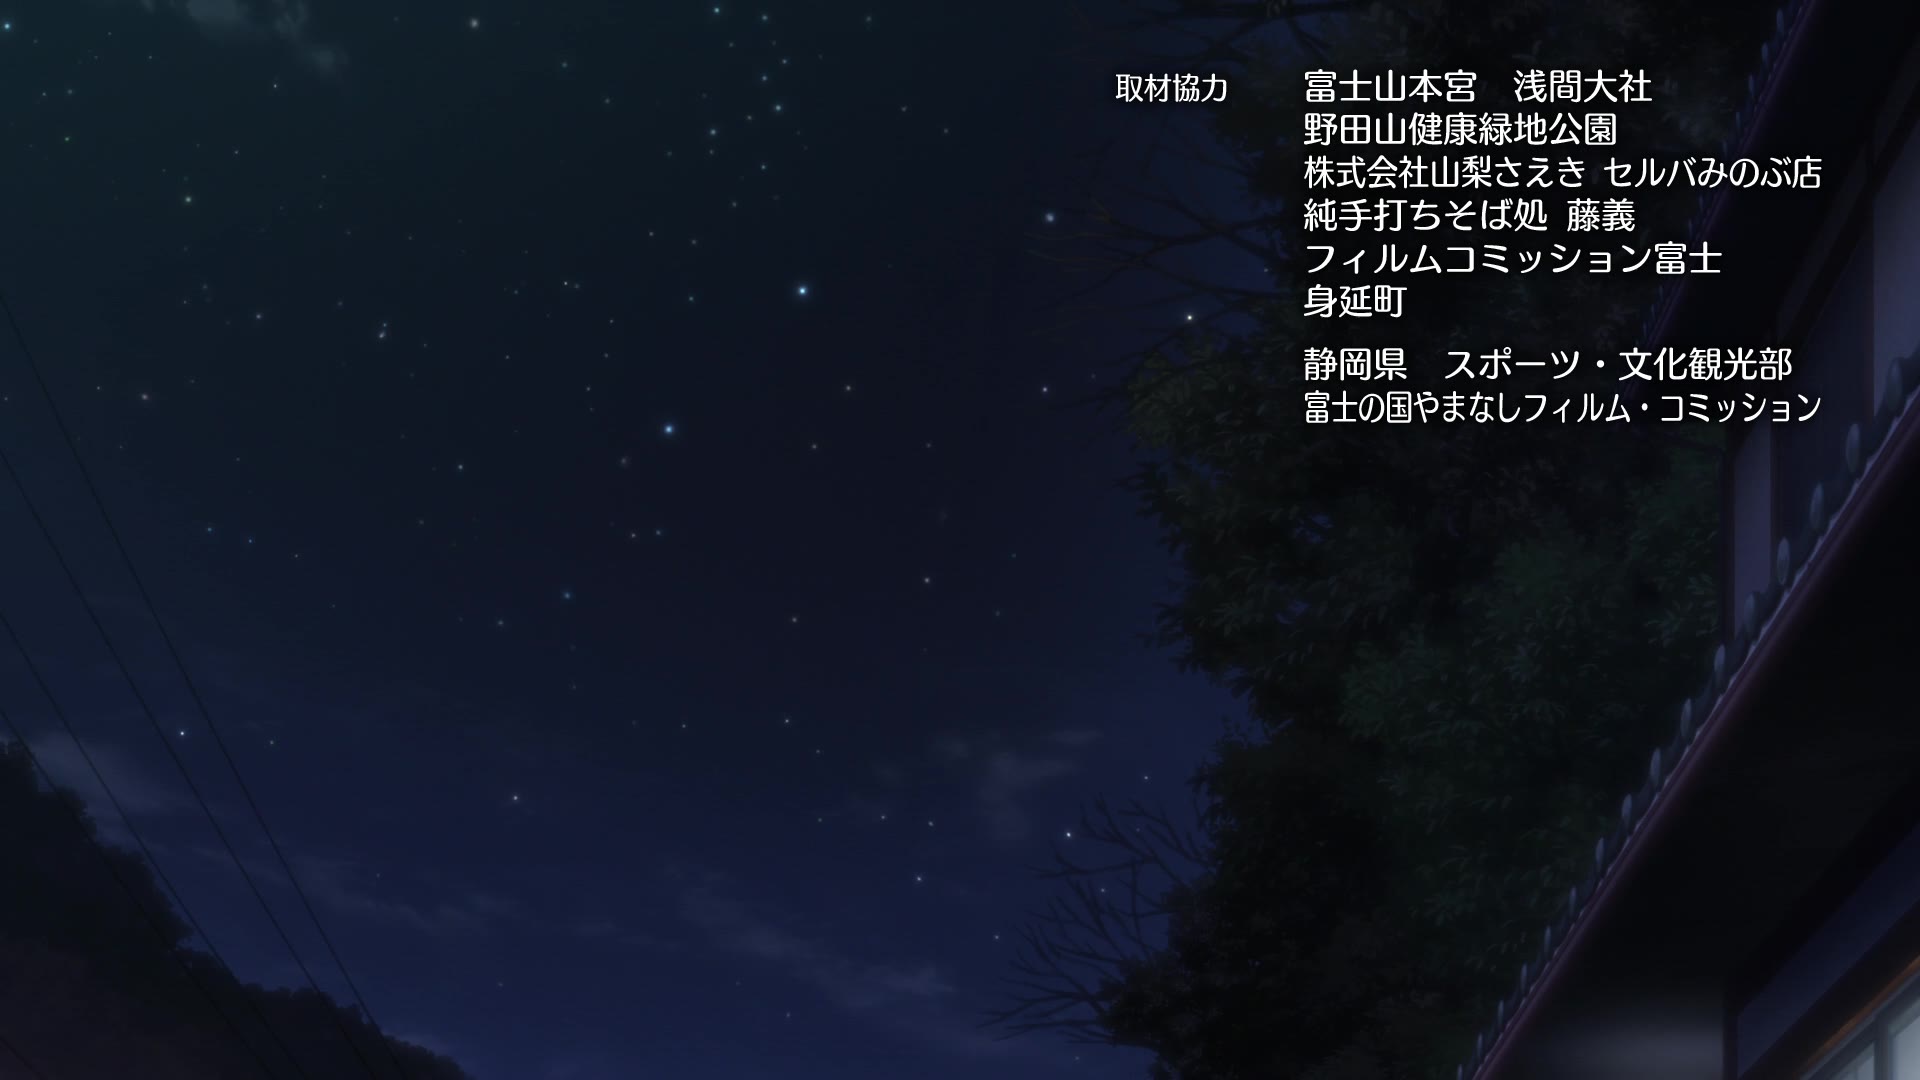 取材協力 富士山本宮　浅間大社
野田山健康緑地公園
株式会社山梨さえき セルバみのぶ店
純手打ちそば処 藤義
フィルムコミッション富士
身延町
静岡県　スポーツ・文化観光部
富士の国やまなしフィルム・コミッション